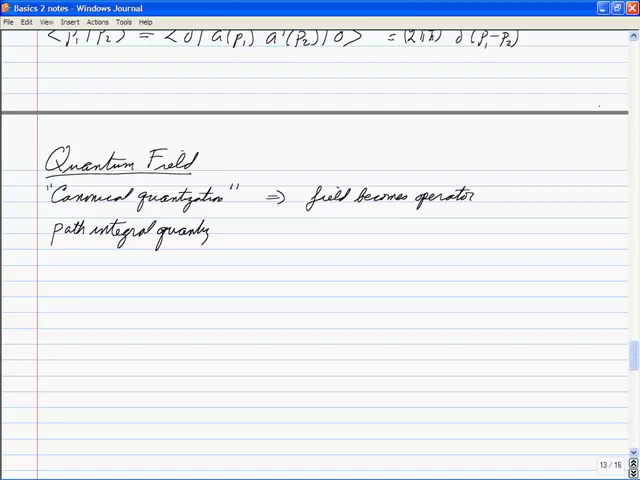 Basics 2 notes - Windows Journal
File Edit View Insert Actions Tools Help
< p₁ | p₂ > = < 0 | a(p₁) a†(p₂) | 0 > = (2πħ) δ(p₁-p₂)
Quantum Field
"Canonical quantization" ⇒ field becomes operator
path integral quantiz
13 / 16